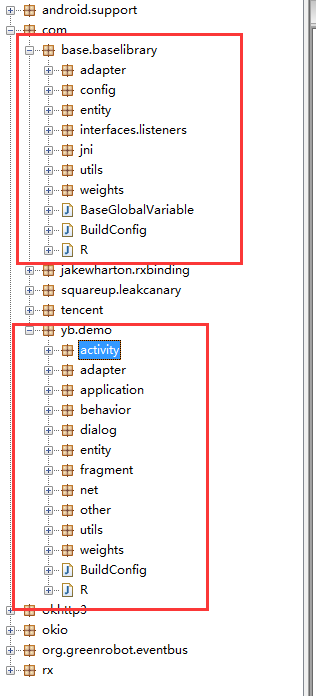 android.support
com
base.baselibrary
adapter
config
entity
interfaces.listeners
jni
utils
weights
BaseGlobalVariable
BuildConfig
R
jakewharton.rxbinding
squareup.leakcanary
tencent
yb.demo
activity
adapter
application
behavior
dialog
entity
fragment
net
other
utils
weights
BuildConfig
R
okhttp3
okio
org.greenrobot.eventbus
rx